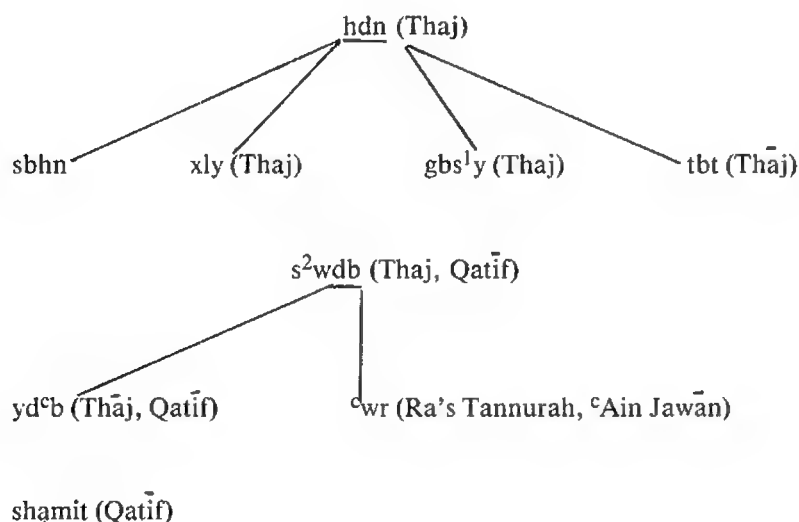 hdn (Thaj)
sbhn xly (Thaj) gbs¹y (Thaj) tbt (Thāj)
s²wdb (Thaj, Qatīf)
ydᶜb (Thāj, Qatīf) ᶜwr (Ra's Tannurah, ᶜAin Jawān)
shamit (Qatīf)